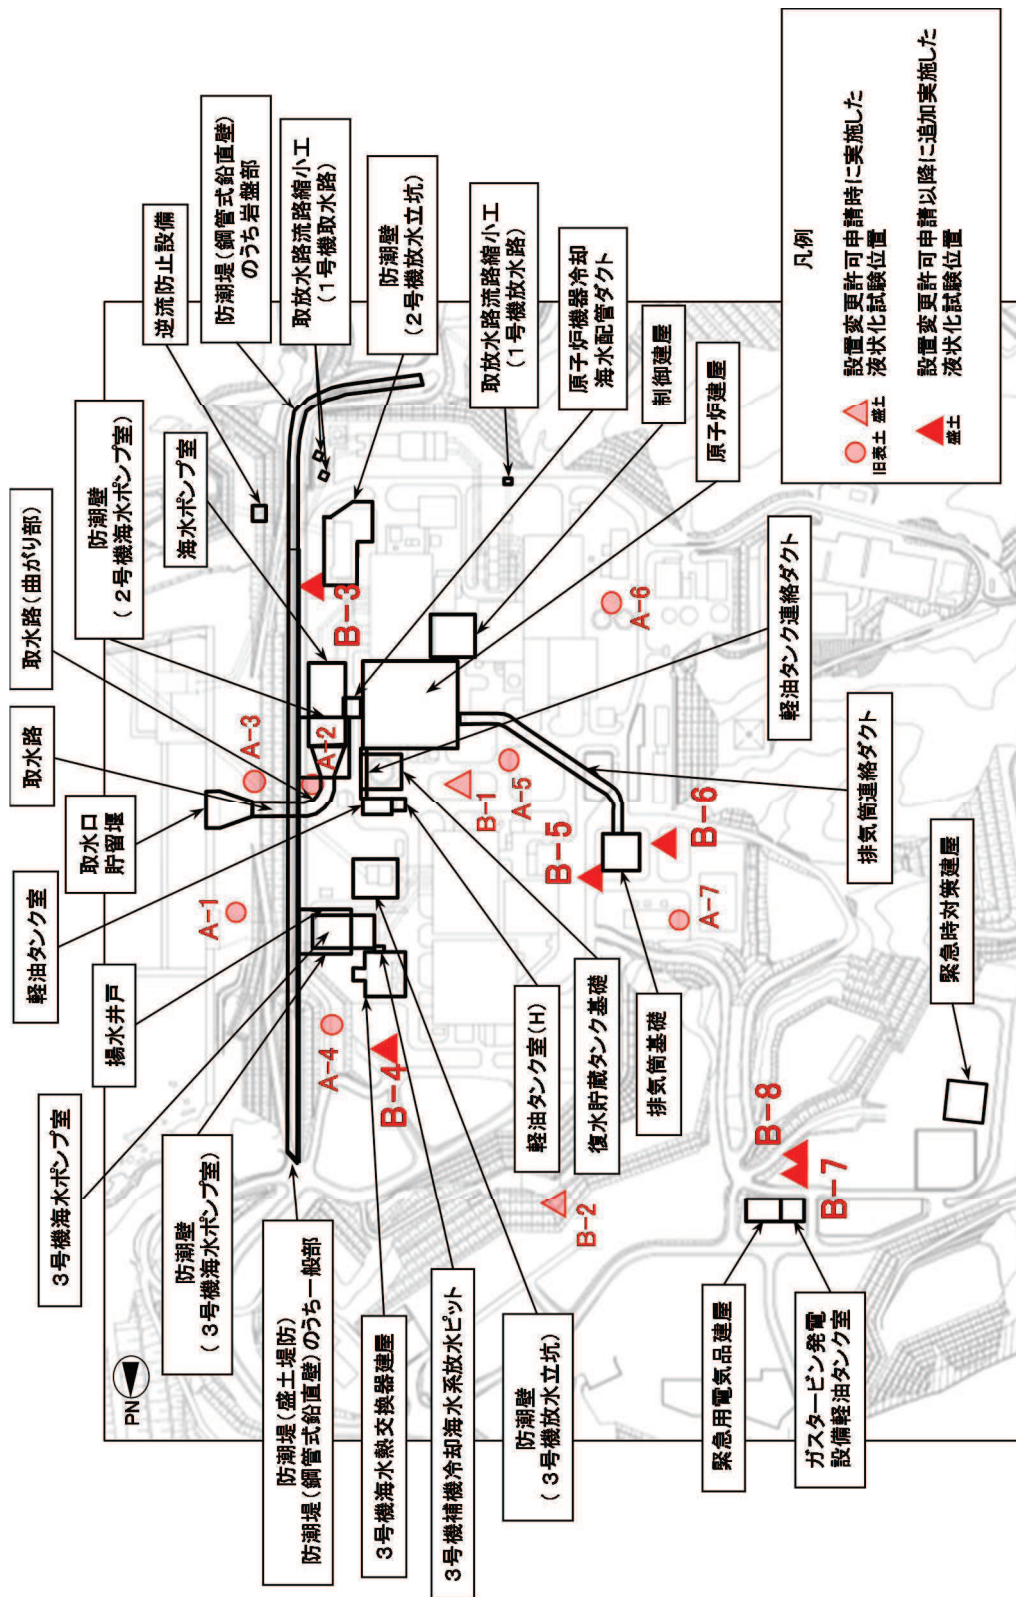 PN
取水口
貯留堰
取水路
取水路(曲がり部)
防潮壁
(２号機海水ポンプ室)
海水ポンプ室
逆流防止設備
防潮堤(鋼管式鉛直壁)
のうち岩盤部
取放水路流路縮小工
(１号機取水路)
防潮壁
(２号機放水立坑)
取放水路流路縮小工
(１号機放水路)
原子炉機器冷却
海水配管ダクト
制御建屋
原子炉建屋
軽油タンク室
揚水井戸
3号機海水ポンプ室
防潮壁
(３号機海水ポンプ室)
防潮堤(盛土堤防)
防潮堤(鋼管式鉛直壁)のうち一般部
3号機海水熱交換器建屋
3号機補機冷却海水系放水ピット
防潮壁
(３号機放水立坑)
軽油タンク室(H)
復水貯蔵タンク基礎
排気筒基礎
軽油タンク連絡ダクト
排気筒連絡ダクト
緊急時対策建屋
緊急用電気品建屋
ガスタービン発電
設備軽油タンク室
A-1
A-2
A-3
A-4
A-5
A-6
A-7
B-1
B-2
B-3
B-4
B-5
B-6
B-7
B-8
凡例
旧表土 盛土
設置変更許可申請時に実施した
液状化試験位置
盛土
設置変更許可申請以降に追加実施した
液状化試験位置